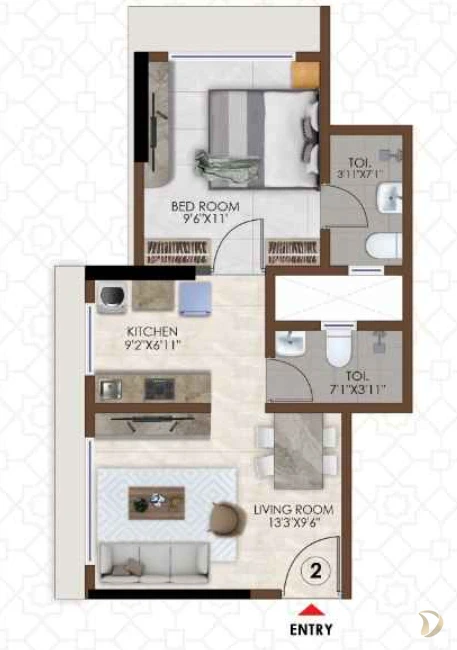 TOI.
3'11"X7'1"
BED ROOM
9'6"X11'
KITCHEN
9'2"X6'11"
TOI.
7'1"X3'11"
LIVING ROOM
13'3"X9'6"
2
ENTRY